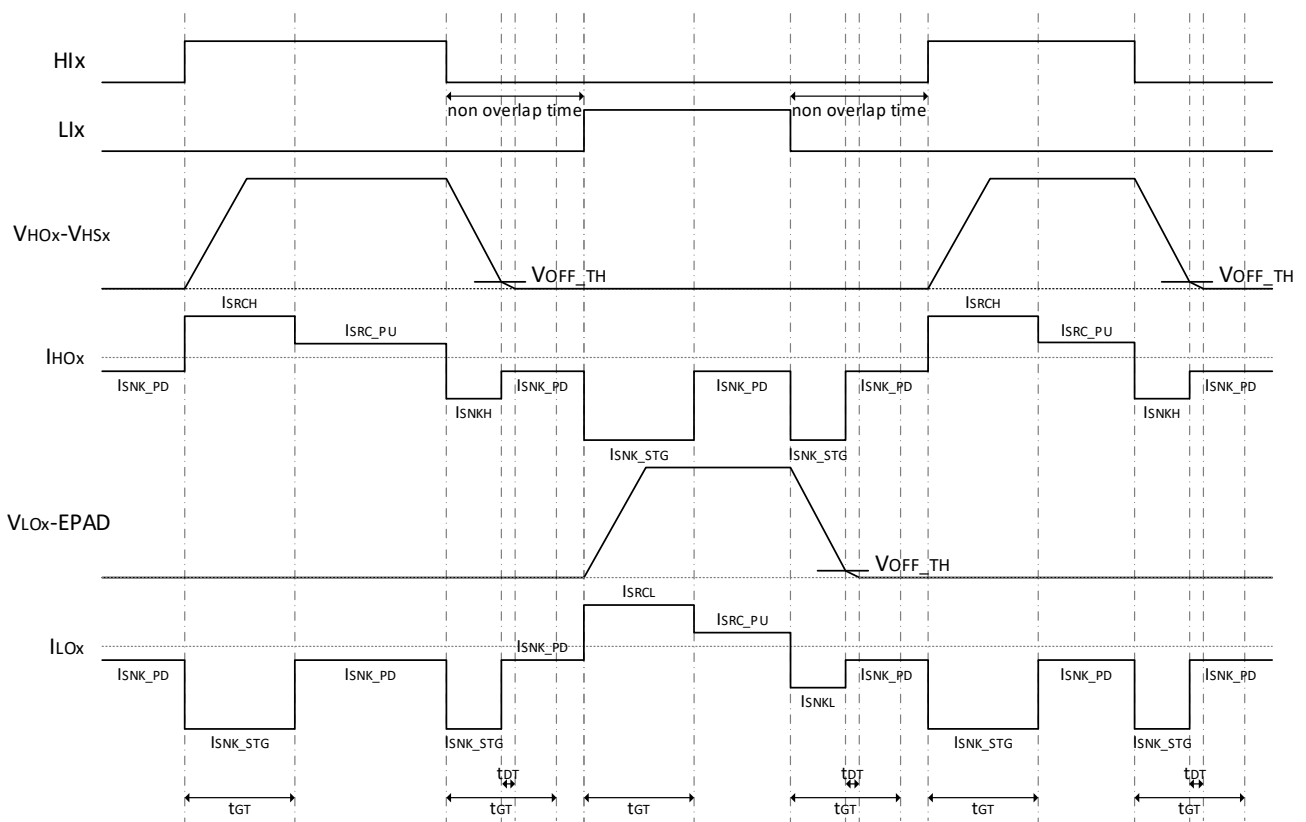 HIx
non overlap time
non overlap time
LIx
VHOx-VHSx
VOFF_TH
VOFF_TH
ISRCH
ISRCH
ISRC_PU
ISRC_PU
IHOx
ISNK_PD
ISNK_PD
ISNK_PD
ISNK_PD
ISNK_PD
ISNKH
ISNKH
ISNK_STG
ISNK_STG
VLOx-EPAD
VOFF_TH
ISRCL
ISRC_PU
ILOx
ISNK_PD
ISNK_PD
ISNK_PD
ISNK_PD
ISNK_PD
ISNK_PD
ISNKL
ISNK_STG
ISNK_STG
ISNK_STG
ISNK_STG
tDT
tDT
tDT
tGT
tGT
tGT
tGT
tGT
tGT